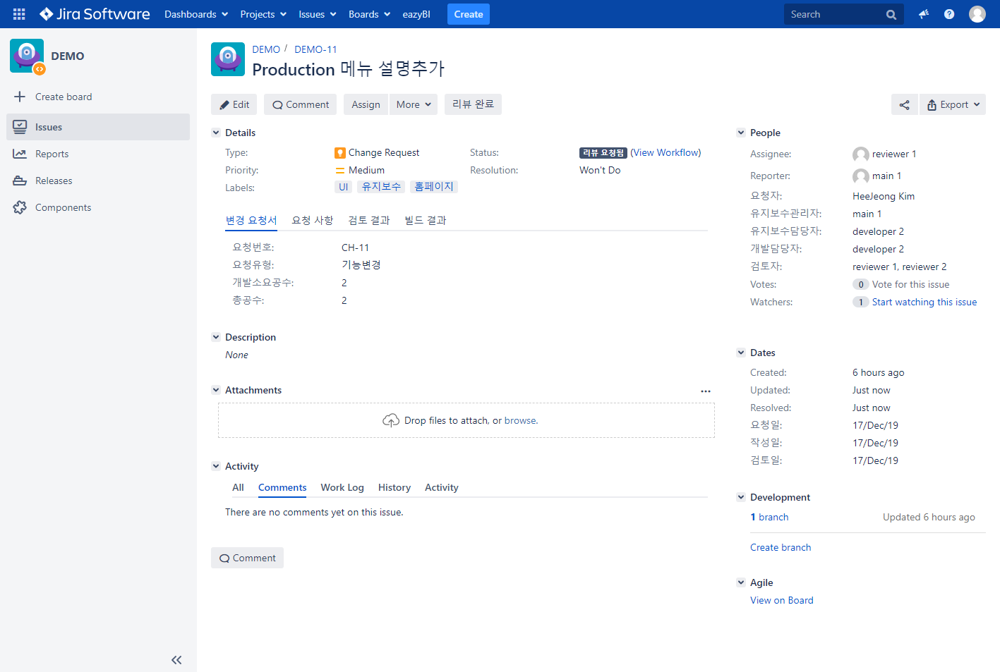 Jira Software Dashboards Projects Issues Boards eazyBI Create Search
DEMO
Create board
Issues
Reports
Releases
Components
DEMO / DEMO-11
Production 메뉴 설명추가
Edit Comment Assign More 리뷰 완료 Export
Details
Type: Change Request Status: 리뷰 요청됨 (View Workflow)
Priority: Medium Resolution: Won't Do
Labels: UI 유지보수 홈페이지
변경 요청서 요청 사항 검토 결과 빌드 결과
요청번호: CH-11
요청유형: 기능변경
개발소요공수: 2
총공수: 2
Description
None
Attachments
Drop files to attach, or browse.
Activity
All Comments Work Log History Activity
There are no comments yet on this issue.
Comment
People
Assignee: reviewer 1
Reporter: main 1
요청자: HeeJeong Kim
유지보수관리자: main 1
유지보수담당자: developer 2
개발담당자: developer 2
검토자: reviewer 1, reviewer 2
Votes: 0 Vote for this issue
Watchers: 1 Start watching this issue
Dates
Created: 6 hours ago
Updated: Just now
Resolved: Just now
요청일: 17/Dec/19
작성일: 17/Dec/19
검토일: 17/Dec/19
Development
1 branch Updated 6 hours ago
Create branch
Agile
View on Board